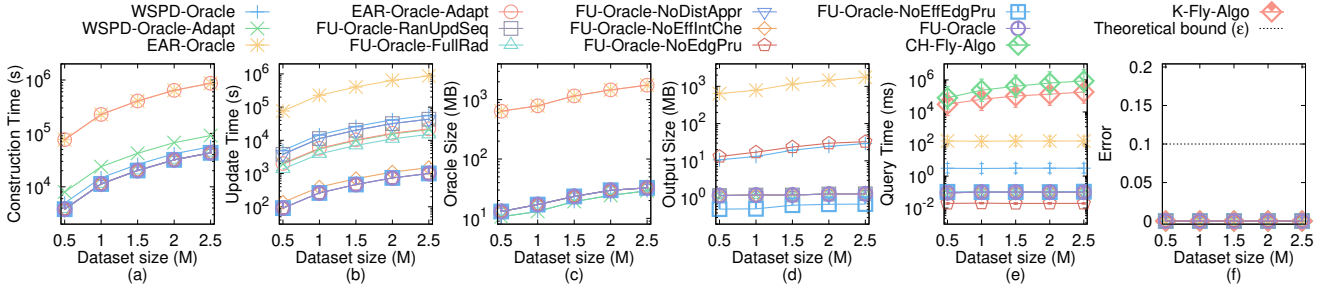 WSPD-Oracle
WSPD-Oracle-Adapt
EAR-Oracle
EAR-Oracle-Adapt
FU-Oracle-RanUpdSeq
FU-Oracle-FullRad
FU-Oracle-NoDistAppr
FU-Oracle-NoEffIntChe
FU-Oracle-NoEdgPru
FU-Oracle-NoEffEdgPru
FU-Oracle
CH-Fly-Algo
K-Fly-Algo
Theoretical bound (ε)
Construction Time (s)
10^6
10^5
10^4
0.5 1 1.5 2 2.5
Dataset size (M)
(a)
Update Time (s)
10^6
10^5
10^4
10^3
10^2
0.5 1 1.5 2 2.5
Dataset size (M)
(b)
Oracle Size (MB)
10^3
10^2
10^1
0.5 1 1.5 2 2.5
Dataset size (M)
(c)
Output Size (MB)
10^3
10^2
10^1
10^0
0.5 1 1.5 2 2.5
Dataset size (M)
(d)
Query Time (ms)
10^6
10^4
10^2
10^0
10^-2
0.5 1 1.5 2 2.5
Dataset size (M)
(e)
Error
0.2
0.15
0.1
0.05
0
0.5 1 1.5 2 2.5
Dataset size (M)
(f)